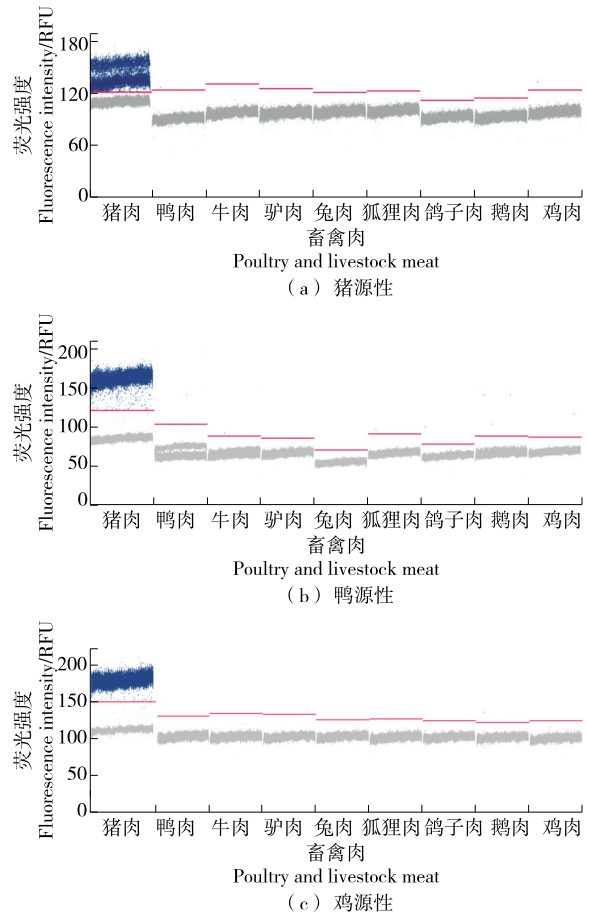 荧光强度
Fluorescence intensity/RFU
180
120
60
0
猪肉 鸭肉 牛肉 驴肉 兔肉 狐狸肉 鸽子肉 鹅肉 鸡肉
畜禽肉
Poultry and livestock meat
(a) 猪源性
荧光强度
Fluorescence intensity/RFU
200
150
100
50
0
猪肉 鸭肉 牛肉 驴肉 兔肉 狐狸肉 鸽子肉 鹅肉 鸡肉
畜禽肉
Poultry and livestock meat
(b) 鸭源性
荧光强度
Fluorescence intensity/RFU
200
150
100
50
0
猪肉 鸭肉 牛肉 驴肉 兔肉 狐狸肉 鸽子肉 鹅肉 鸡肉
畜禽肉
Poultry and livestock meat
(c) 鸡源性